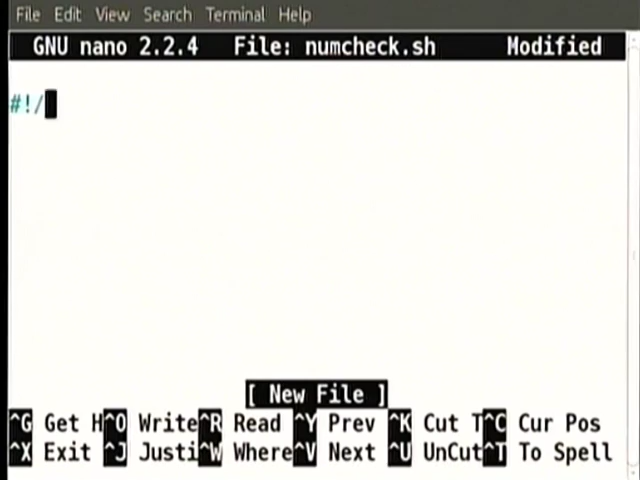 File Edit View Search Terminal Help
GNU nano 2.2.4 File: numcheck.sh Modified
#!/
[ New File ]
^G Get H^O Write^R Read ^Y Prev ^K Cut T^C Cur Pos
^X Exit ^J Justi^W Where^V Next ^U UnCut^T To Spell